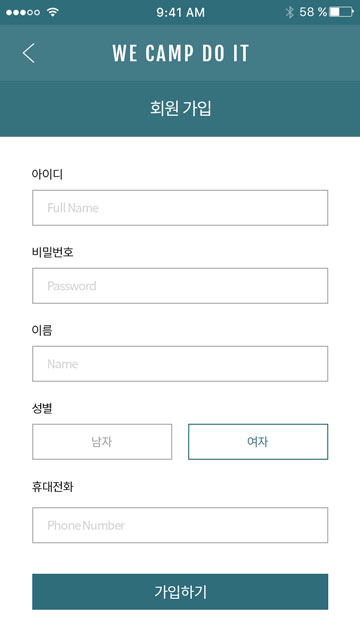 9:41 AM 58 %
WE CAMP DO IT
회원 가입
아이디
Full Name
비밀번호
Password
이름
Name
성별
남자 여자
휴대전화
Phone Number
가입하기